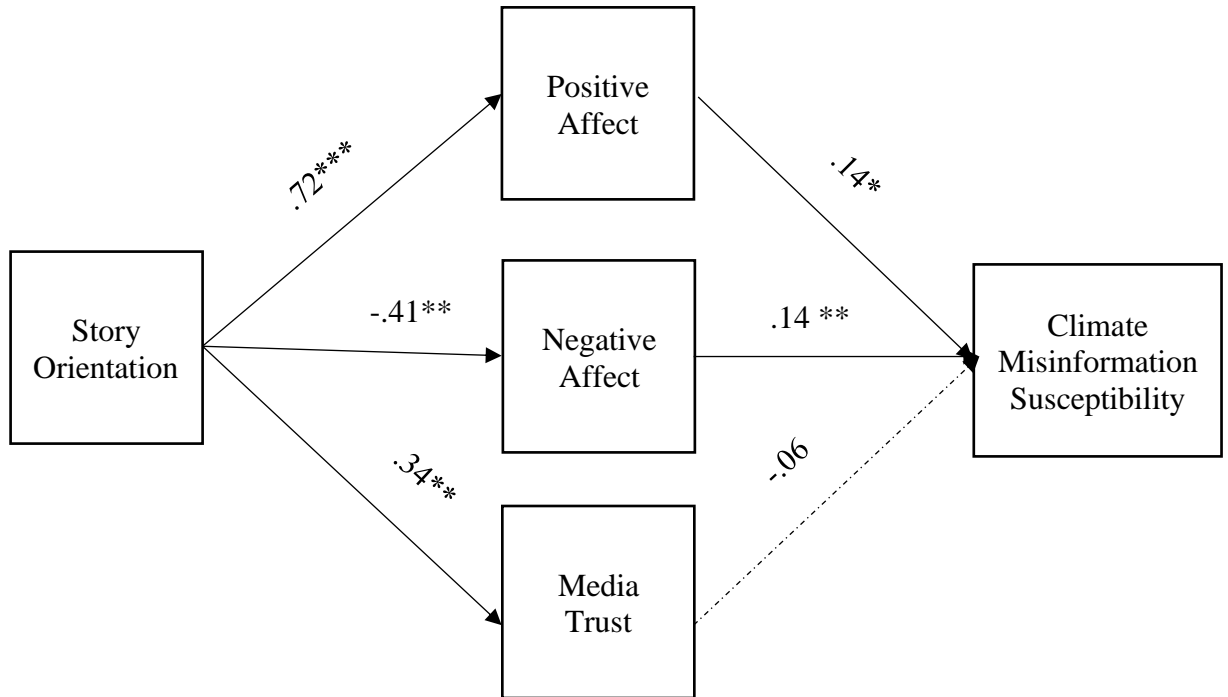 Positive
Affect
.72***
.14*
Story
Orientation
-.41**
Negative
Affect
.14 **
Climate
Misinformation
Susceptibility
.34**
-.06
Media
Trust